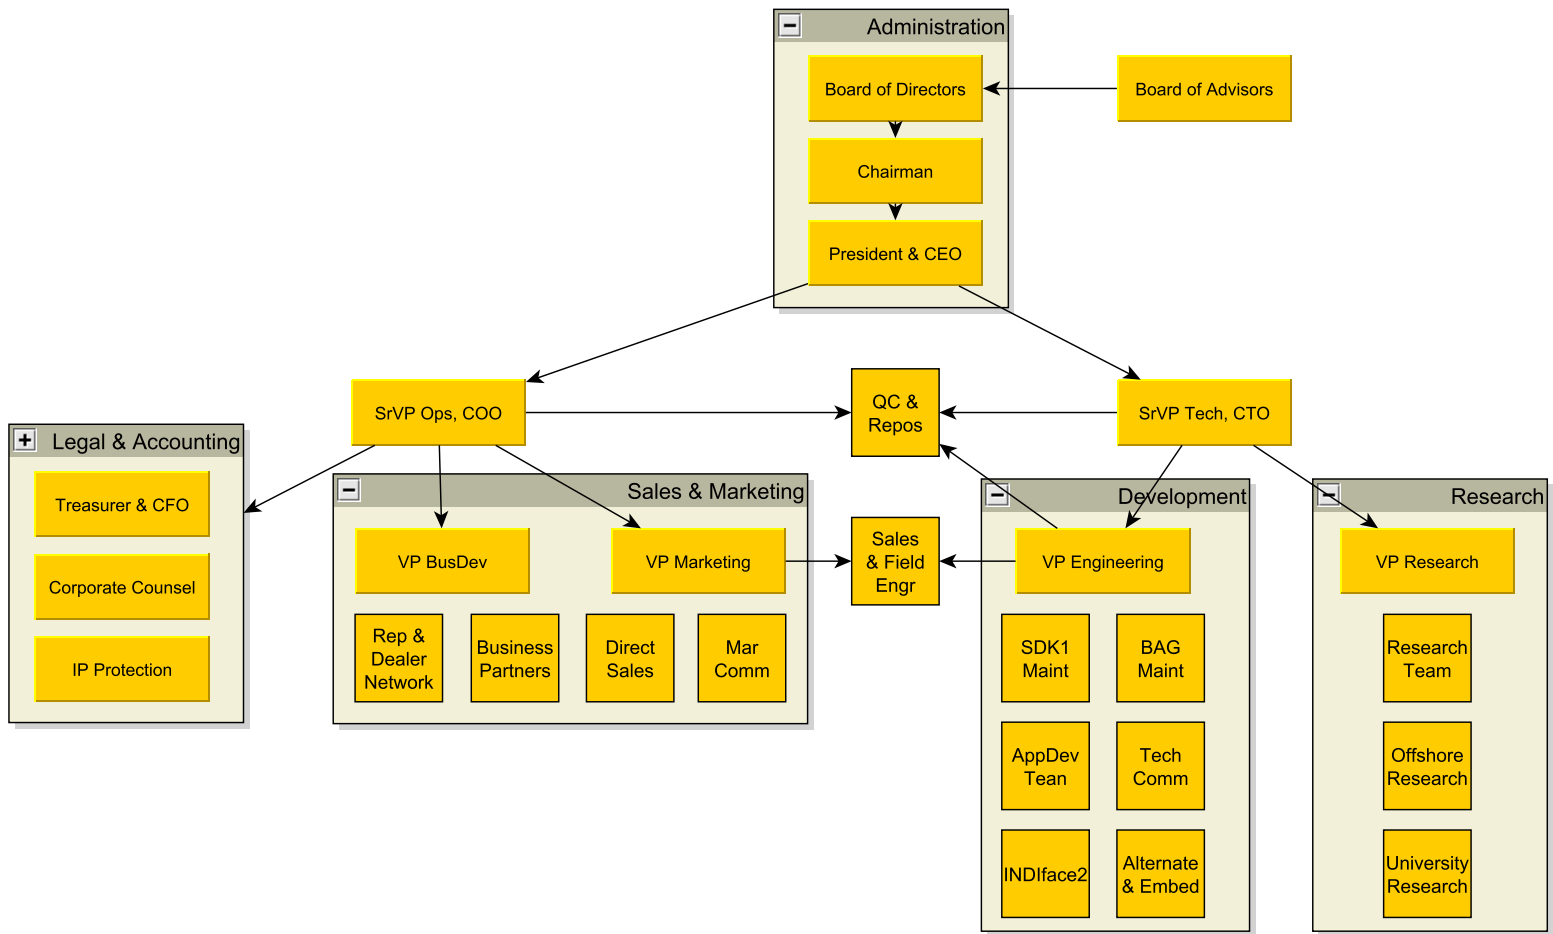 Administration
Board of Directors
Board of Advisors
Chairman
President & CEO
SrVP Ops, COO
QC &
Repos
SrVP Tech, CTO
Legal & Accounting
Treasurer & CFO
Corporate Counsel
IP Protection
Sales & Marketing
VP BusDev
VP Marketing
Rep &
Dealer
Network
Business
Partners
Direct
Sales
Mar
Comm
Sales
& Field
Engr
Development
VP Engineering
SDK1
Maint
BAG
Maint
AppDev
Tean
Tech
Comm
INDIface2
Alternate
& Embed
Research
VP Research
Research
Team
Offshore
Research
University
Research